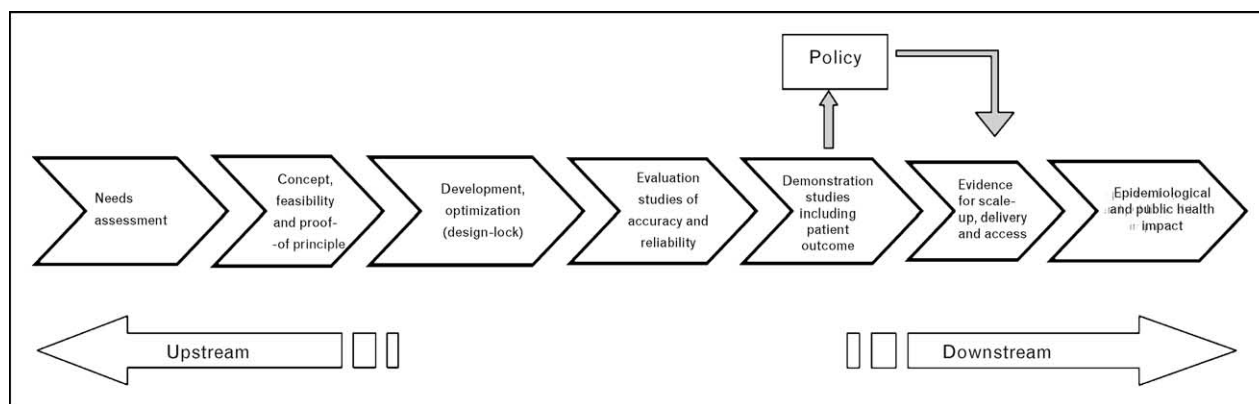 Policy
Needs
assessment
Concept,
feasibility
and proof-
-of principle
Development,
optimization
(design-lock)
Evaluation
studies of
accuracy and
reliability
Demonstration
studies
including
patient
outcome
Evidence
for scale-
up, delivery
and access
Epidemiological
and public health
impact
Upstream
Downstream